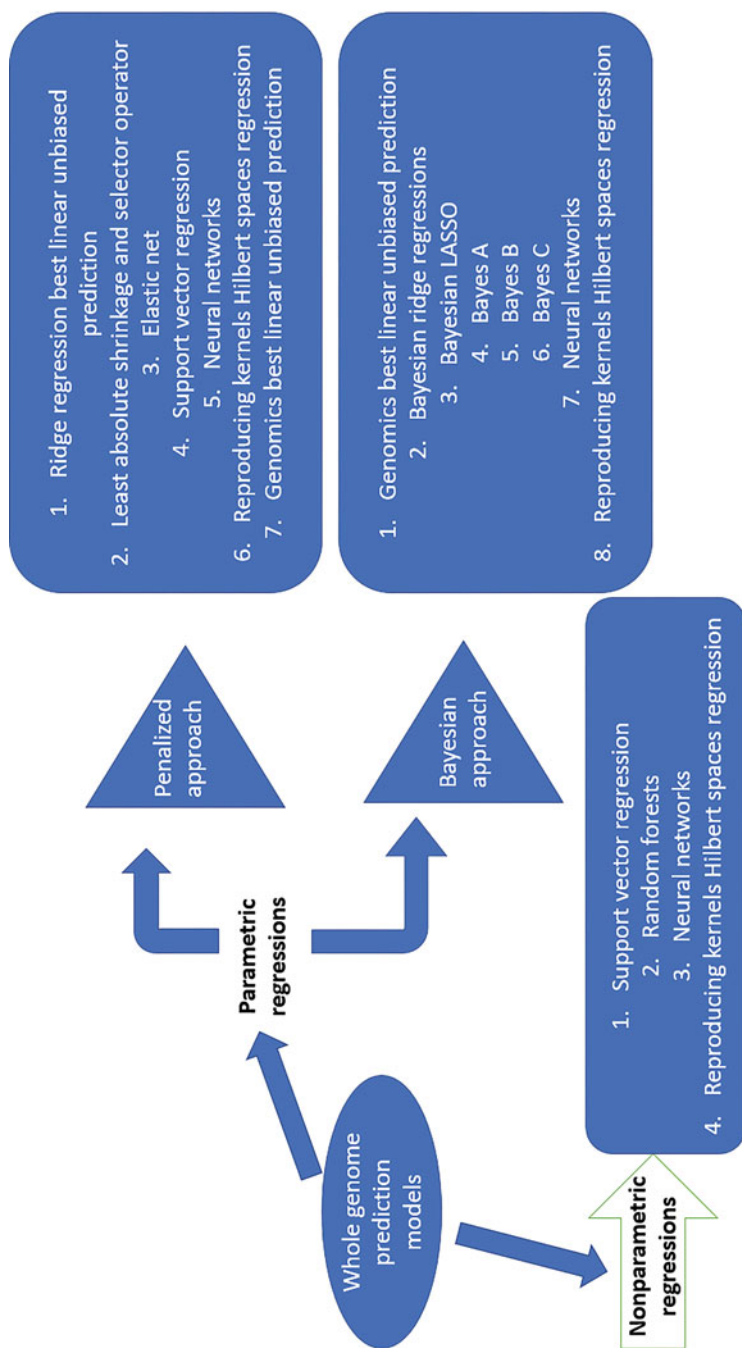 Whole genome
prediction
models
Parametric
regressions
Penalized
approach
1. Ridge regression best linear unbiased
prediction
2. Least absolute shrinkage and selector operator
3. Elastic net
4. Support vector regression
5. Neural networks
6. Reproducing kernels Hilbert spaces regression
7. Genomics best linear unbiased prediction
Bayesian
approach
1. Genomics best linear unbiased prediction
2. Bayesian ridge regressions
3. Bayesian LASSO
4. Bayes A
5. Bayes B
6. Bayes C
7. Neural networks
8. Reproducing kernels Hilbert spaces regression
Nonparametric
regressions
1. Support vector regression
2. Random forests
3. Neural networks
4. Reproducing kernels Hilbert spaces regression